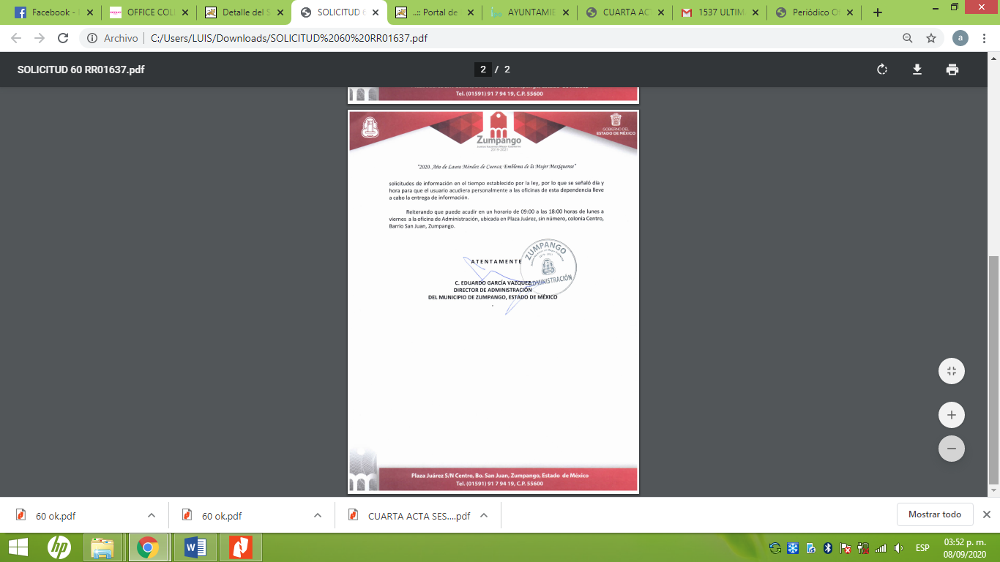 Facebook - I
OFFICE COL
Detalle del S
SOLICITUD 6
..:: Portal de
AYUNTAMIE
CUARTA AC
1537 ULTIM
Periódico O
Archivo
C:/Users/LUIS/Downloads/SOLICITUD%2060%20RR01637.pdf
a
SOLICITUD 60 RR01637.pdf
2 / 2
Tel. (01591) 91 7 94 19, C.P. 55600
Zumpango
2019-2021
GOBIERNO DEL
ESTADO DE MÉXICO
"2020. Año de Laura Méndez de Cuenca; Emblema de la Mujer Mexiquense"
solicitudes de información en el tiempo establecido por la ley, por lo que se señaló día y
hora para que el usuario acudiera personalmente a las oficinas de esta dependencia lleve
a cabo la entrega de información.
Reiterando que puede acudir en un horario de 09:00 a las 18:00 horas de lunes a
viernes a la oficina de Administración, ubicada en Plaza Juárez, sin número, colonia Centro,
Barrio San Juan, Zumpango.
ATENTAMENTE
ZUMPANGO
ADMINISTRACIÓN
C. EDUARDO GARCÍA VAZQUEZ
DIRECTOR DE ADMINISTRACIÓN
DEL MUNICIPIO DE ZUMPANGO, ESTADO DE MÉXICO
Plaza Juárez S/N Centro, Bo. San Juan, Zumpango, Estado de México
Tel. (01591) 91 7 94 19, C.P. 55600
60 ok.pdf
60 ok.pdf
CUARTA ACTA SES....pdf
Mostrar todo
hp
ESP
03:52 p. m.
08/09/2020